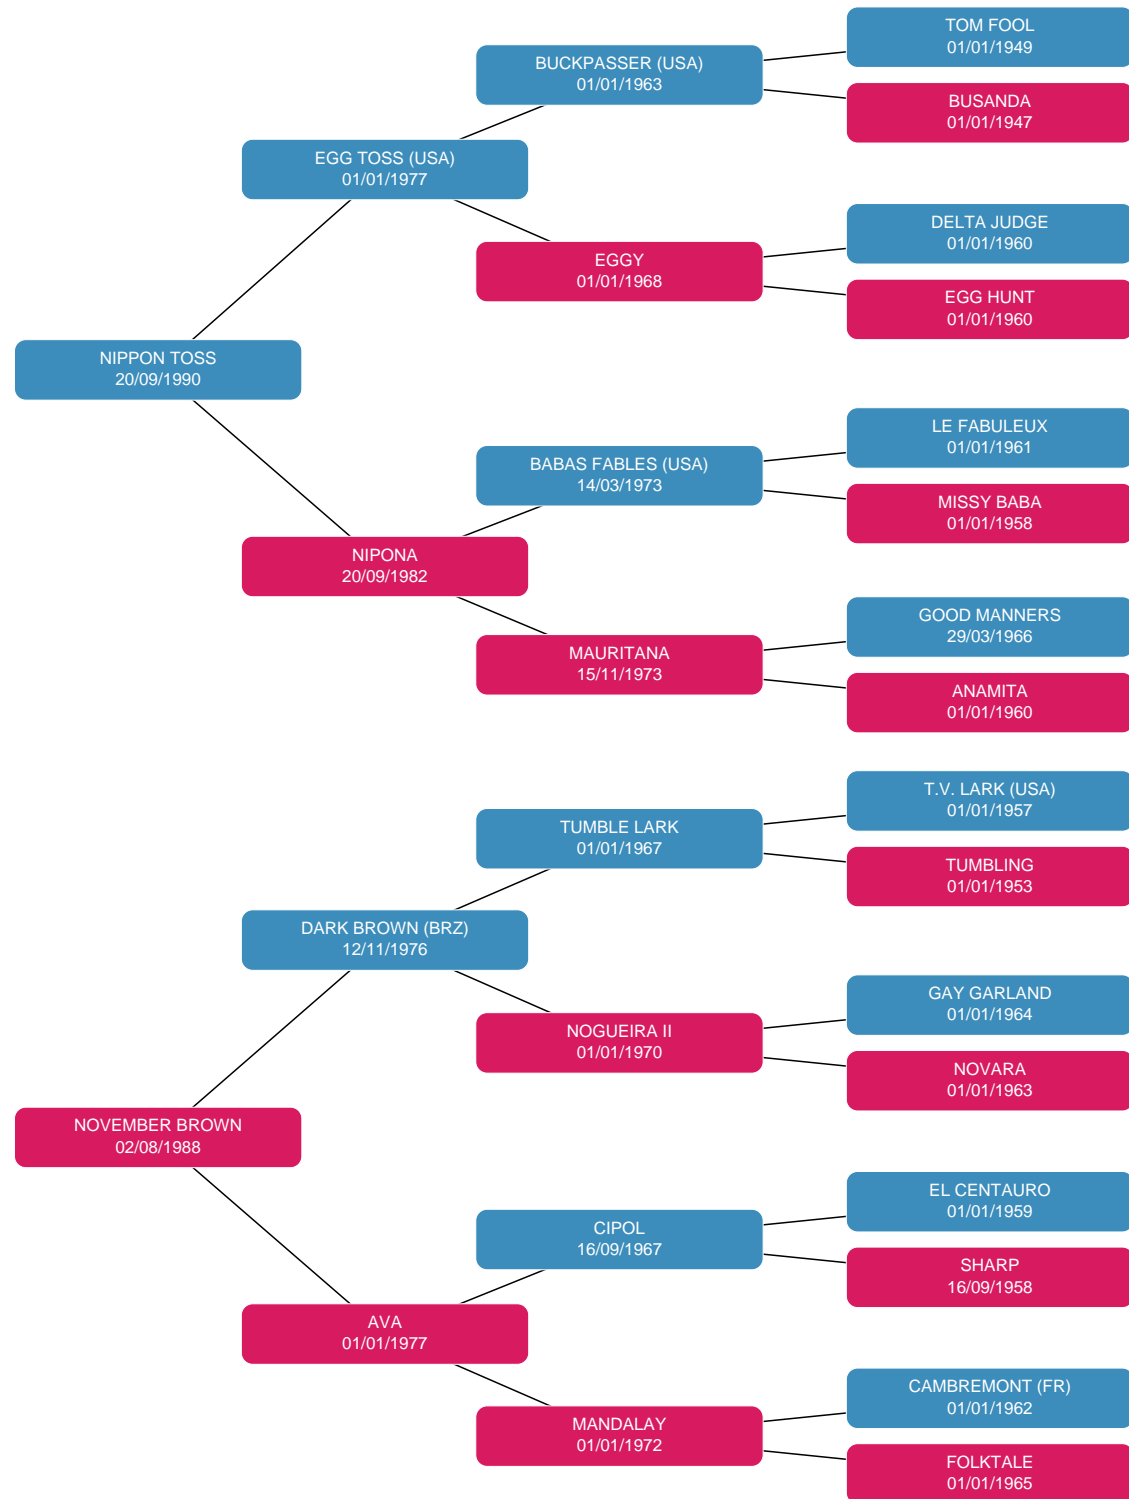 TOM FOOL
01/01/1949
BUCKPASSER (USA)
01/01/1963
BUSANDA
01/01/1947
EGG TOSS (USA)
01/01/1977
DELTA JUDGE
01/01/1960
EGGY
01/01/1968
EGG HUNT
01/01/1960
NIPPON TOSS
20/09/1990
LE FABULEUX
01/01/1961
BABAS FABLES (USA)
14/03/1973
MISSY BABA
01/01/1958
NIPONA
20/09/1982
GOOD MANNERS
29/03/1966
MAURITANA
15/11/1973
ANAMITA
01/01/1960
T.V. LARK (USA)
01/01/1957
TUMBLE LARK
01/01/1967
TUMBLING
01/01/1953
DARK BROWN (BRZ)
12/11/1976
GAY GARLAND
01/01/1964
NOGUEIRA II
01/01/1970
NOVARA
01/01/1963
NOVEMBER BROWN
02/08/1988
EL CENTAURO
01/01/1959
CIPOL
16/09/1967
SHARP
16/09/1958
AVA
01/01/1977
CAMBREMONT (FR)
01/01/1962
MANDALAY
01/01/1972
FOLKTALE
01/01/1965